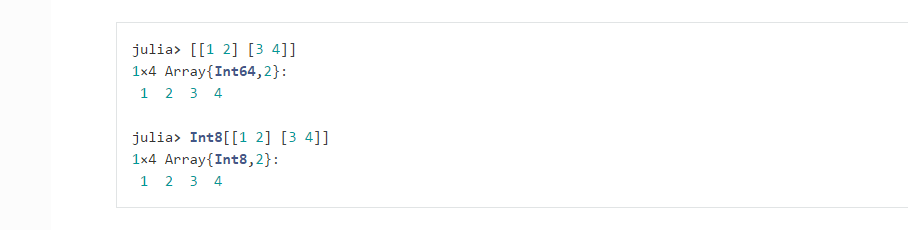 julia> [[1 2] [3 4]]
1×4 Array{Int64,2}:
 1  2  3  4
julia> Int8[[1 2] [3 4]]
1×4 Array{Int8,2}:
 1  2  3  4